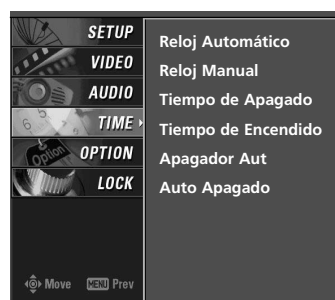 SETUP
VIDEO
AUDIO
TIME
OPTION
LOCK
Reloj Automático
Reloj Manual
Tiempo de Apagado
Tiempo de Encendido
Apagador Aut
Auto Apagado
Option
Move MENU Prev